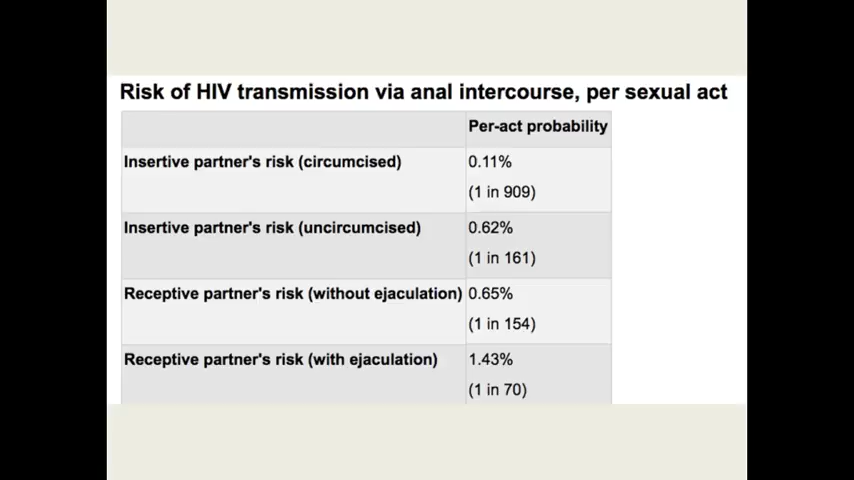 Risk of HIV transmission via anal intercourse, per sexual act
Per-act probability
Insertive partner's risk (circumcised) 0.11%
(1 in 909)
Insertive partner's risk (uncircumcised) 0.62%
(1 in 161)
Receptive partner's risk (without ejaculation) 0.65%
(1 in 154)
Receptive partner's risk (with ejaculation) 1.43%
(1 in 70)